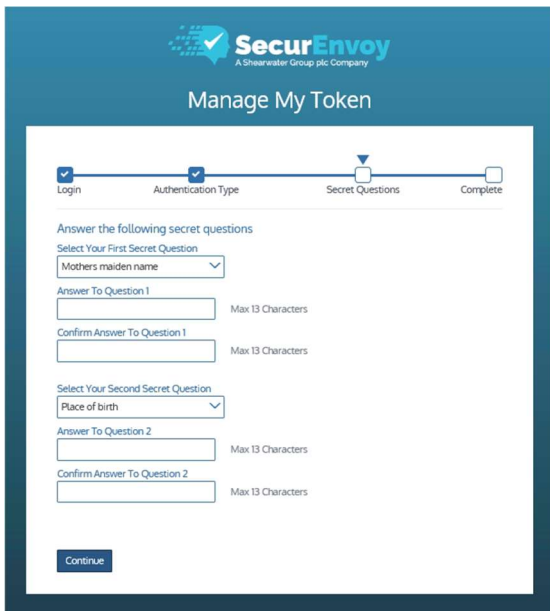 SecurEnvoy
A Shearwater Group plc Company
Manage My Token
Login Authentication Type Secret Questions Complete
Answer the following secret questions
Select Your First Secret Question
Mothers maiden name
Answer To Question 1
Max 13 Characters
Confirm Answer To Question 1
Max 13 Characters
Select Your Second Secret Question
Place of birth
Answer To Question 2
Max 13 Characters
Confirm Answer To Question 2
Max 13 Characters
Continue